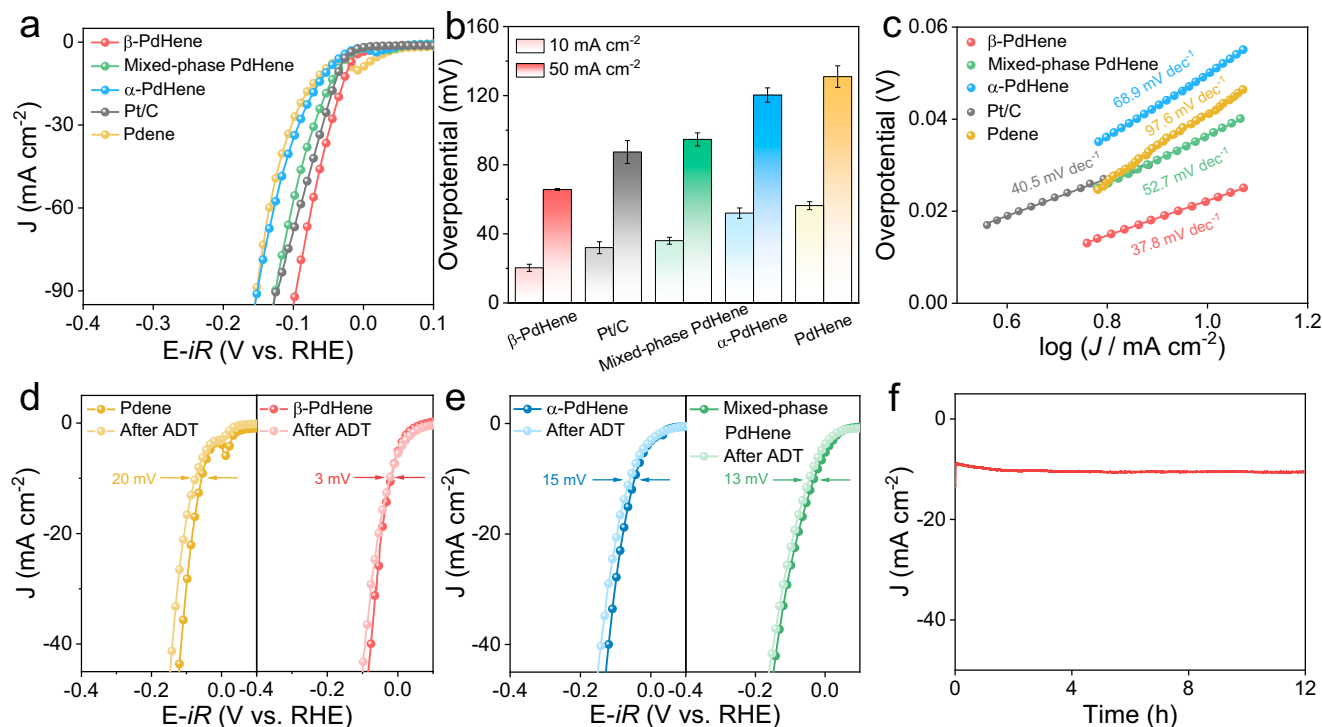 a
0
-30
-60
-90
J (mA cm⁻²)
β-PdHene
Mixed-phase PdHene
α-PdHene
Pt/C
Pdene
-0.4
-0.3
-0.2
-0.1
0.0
0.1
E-iR (V vs. RHE)
b
160
120
80
40
0
Overpotential (mV)
10 mA cm⁻²
50 mA cm⁻²
β-PdHene
Pt/C
Mixed-phase PdHene
α-PdHene
PdHene
c
0.06
0.04
0.02
0.00
Overpotential (V)
β-PdHene
Mixed-phase PdHene
α-PdHene
Pt/C
Pdene
68.9 mV dec⁻¹
97.6 mV dec⁻¹
40.5 mV dec⁻¹
52.7 mV dec⁻¹
37.8 mV dec⁻¹
0.4
0.8
1.2
log (J / mA cm⁻²)
d
0
-20
-40
J (mA cm⁻²)
Pdene
After ADT
20 mV
β-PdHene
After ADT
3 mV
-0.4
-0.2
0.0
-0.4
-0.2
0.0
E-iR (V vs. RHE)
e
0
-20
-40
J (mA cm⁻²)
α-PdHene
After ADT
15 mV
Mixed-phase
PdHene
After ADT
13 mV
-0.4
-0.2
0.0
-0.4
-0.2
0.0
E-iR (V vs. RHE)
f
0
-20
-40
J (mA cm⁻²)
0
4
8
12
Time (h)